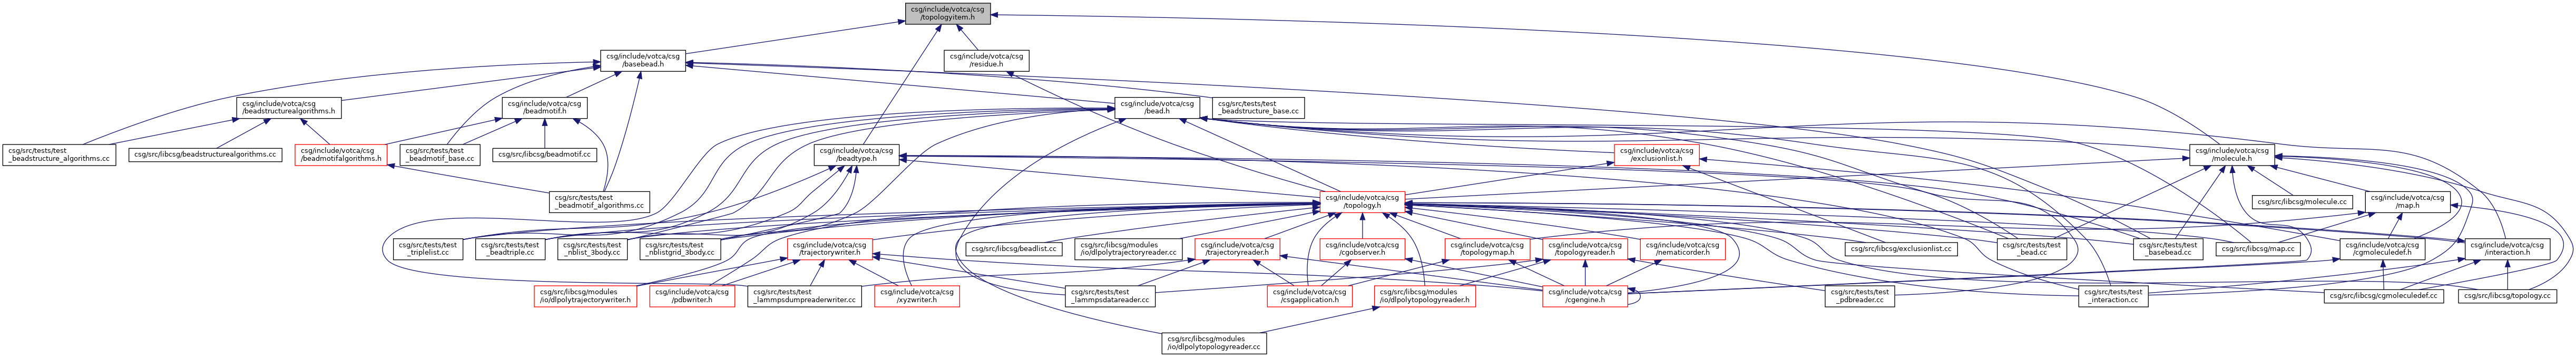 csg/include/votca/csg
/topologyitem.h
csg/include/votca/csg
/basebead.h
csg/include/votca/csg
/residue.h
csg/include/votca/csg
/beadstructurealgorithms.h
csg/include/votca/csg
/beadmotif.h
csg/include/votca/csg
/bead.h
csg/src/tests/test
_beadstructure_base.cc
csg/src/tests/test
_beadstructure_algorithms.cc
csg/src/libcsg/beadstructurealgorithms.cc
csg/include/votca/csg
/beadmotifalgorithms.h
csg/src/tests/test
_beadmotif_base.cc
csg/src/libcsg/beadmotif.cc
csg/include/votca/csg
/beadtype.h
csg/include/votca/csg
/exclusionlist.h
csg/include/votca/csg
/molecule.h
csg/src/tests/test
_beadmotif_algorithms.cc
csg/include/votca/csg
/topology.h
csg/src/libcsg/molecule.cc
csg/include/votca/csg
/map.h
csg/src/tests/test
_triplelist.cc
csg/src/tests/test
_beadtriple.cc
csg/src/tests/test
_nblist_3body.cc
csg/src/tests/test
_nblistgrid_3body.cc
csg/include/votca/csg
/trajectorywriter.h
csg/src/libcsg/beadlist.cc
csg/src/libcsg/modules
/io/dlpolytrajectoryreader.cc
csg/include/votca/csg
/trajectoryreader.h
csg/include/votca/csg
/cgobserver.h
csg/include/votca/csg
/topologymap.h
csg/include/votca/csg
/topologyreader.h
csg/include/votca/csg
/nematicorder.h
csg/src/libcsg/exclusionlist.cc
csg/src/tests/test
_bead.cc
csg/src/tests/test
_basebead.cc
csg/src/libcsg/map.cc
csg/include/votca/csg
/cgmoleculedef.h
csg/include/votca/csg
/interaction.h
csg/src/libcsg/modules
/io/dlpolytrajectorywriter.h
csg/include/votca/csg
/pdbwriter.h
csg/src/tests/test
_lammpsdumpreaderwriter.cc
csg/include/votca/csg
/xyzwriter.h
csg/src/tests/test
_lammpsdatareader.cc
csg/include/votca/csg
/csgapplication.h
csg/src/libcsg/modules
/io/dlpolytopologyreader.h
csg/include/votca/csg
/cgengine.h
csg/src/tests/test
_pdbreader.cc
csg/src/tests/test
_interaction.cc
csg/src/libcsg/cgmoleculedef.cc
csg/src/libcsg/topology.cc
csg/src/libcsg/modules
/io/dlpolytopologyreader.cc